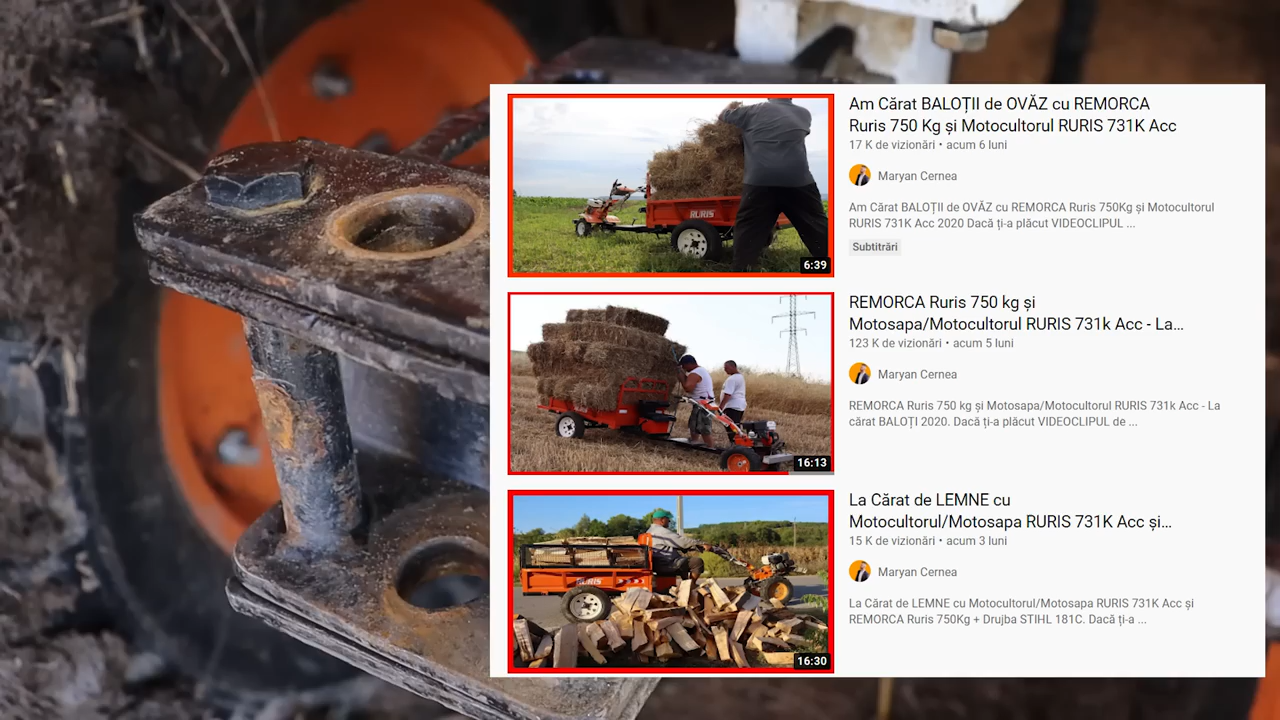 Am Cărat BALOȚII de OVĂZ cu REMORCA
Ruris 750 Kg și Motocultorul RURIS 731K Acc
17 K de vizionări • acum 6 luni
Maryan Cernea
Am Cărat BALOȚII de OVĂZ cu REMORCA Ruris 750Kg și Motocultorul
RURIS 731K Acc 2020 Dacă ți-a plăcut VIDEOCLIPUL ...
Subtitrări
RURIS
6:39
REMORCA Ruris 750 kg și
Motosapa/Motocultorul RURIS 731k Acc - La...
123 K de vizionări • acum 5 luni
Maryan Cernea
REMORCA Ruris 750 kg și Motosapa/Motocultorul RURIS 731k Acc - La
cărat BALOȚI 2020. Dacă ți-a plăcut VIDEOCLIPUL de ...
16:13
La Cărat de LEMNE cu
Motocultorul/Motosapa RURIS 731K Acc și...
15 K de vizionări • acum 3 luni
Maryan Cernea
La Cărat de LEMNE cu Motocultorul/Motosapa RURIS 731K Acc și
REMORCA Ruris 750Kg + Drujba STIHL 181C. Dacă ți-a ...
RURIS
16:30